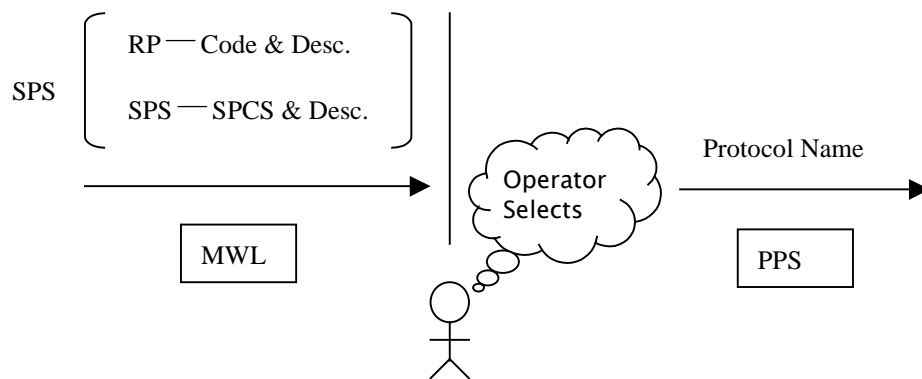 RP — Code & Desc.
SPS
SPS — SPCS & Desc.
Operator
Selects
Protocol Name
MWL
PPS